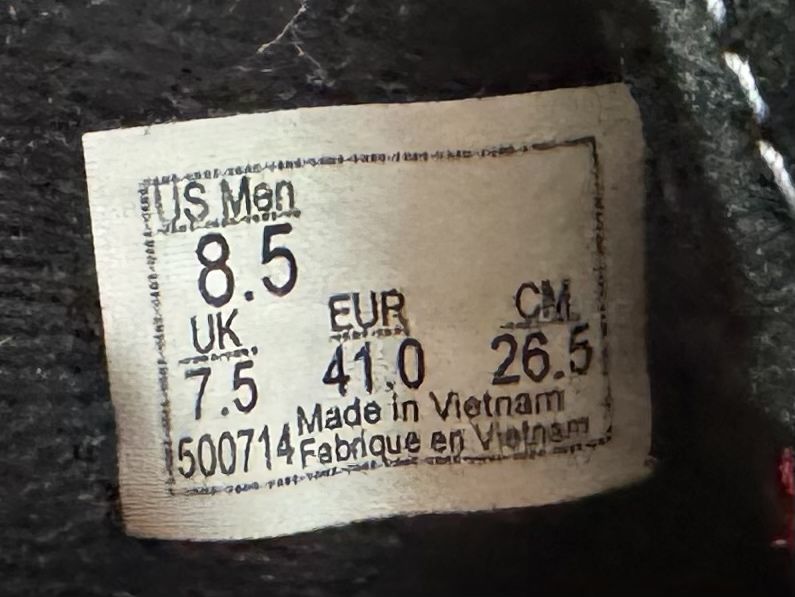 US Men
8.5
UK EUR CM
7.5 41.0 26.5
Made in Vietnam
500714 Fabrique en Vietnam